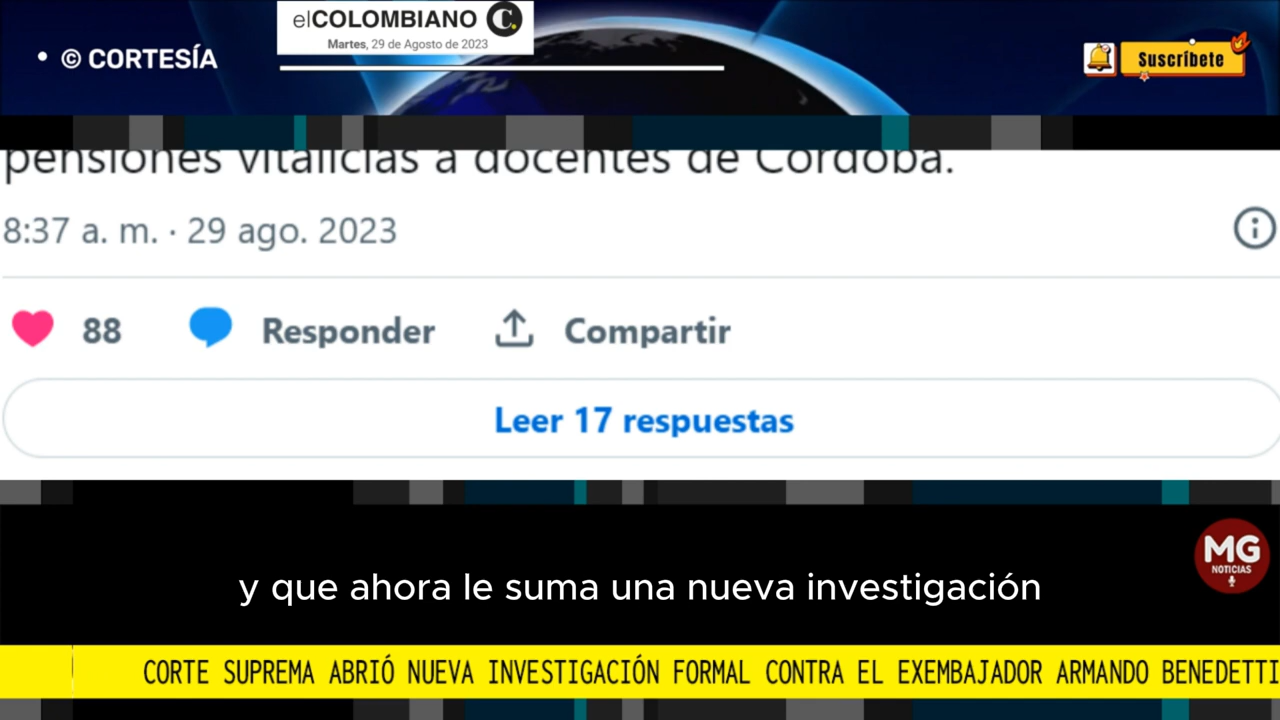 elCOLOMBIANO C.
Martes, 29 de Agosto de 2023
• © CORTESÍA
Suscríbete
pensiones vitalicias a docentes de Córdoba.
8:37 a. m. · 29 ago. 2023
88 Responder Compartir
Leer 17 respuestas
MG
NOTICIAS
y que ahora le suma una nueva investigación
CORTE SUPREMA ABRIÓ NUEVA INVESTIGACIÓN FORMAL CONTRA EL EXEMBAJADOR ARMANDO BENEDETTI